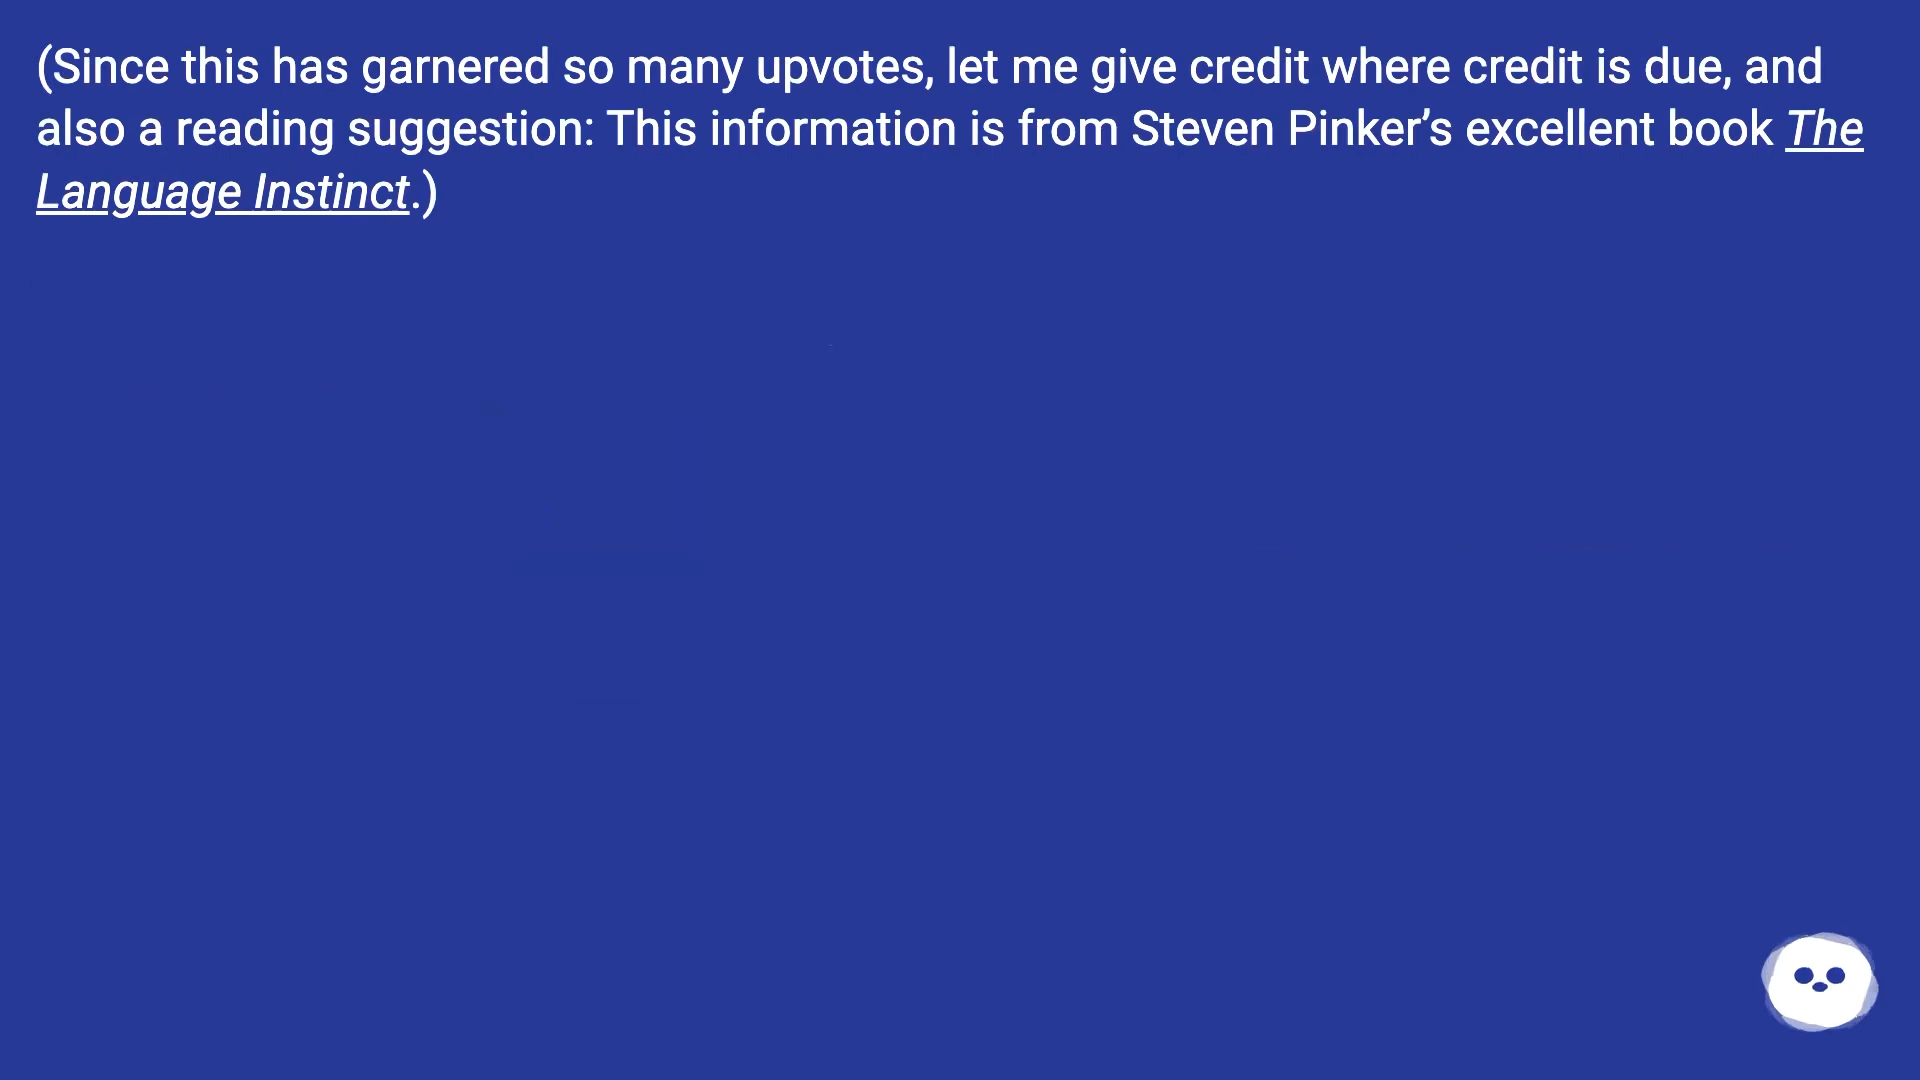 (Since this has garnered so many upvotes, let me give credit where credit is due, and
also a reading suggestion: This information is from Steven Pinker’s excellent book The
Language Instinct.)